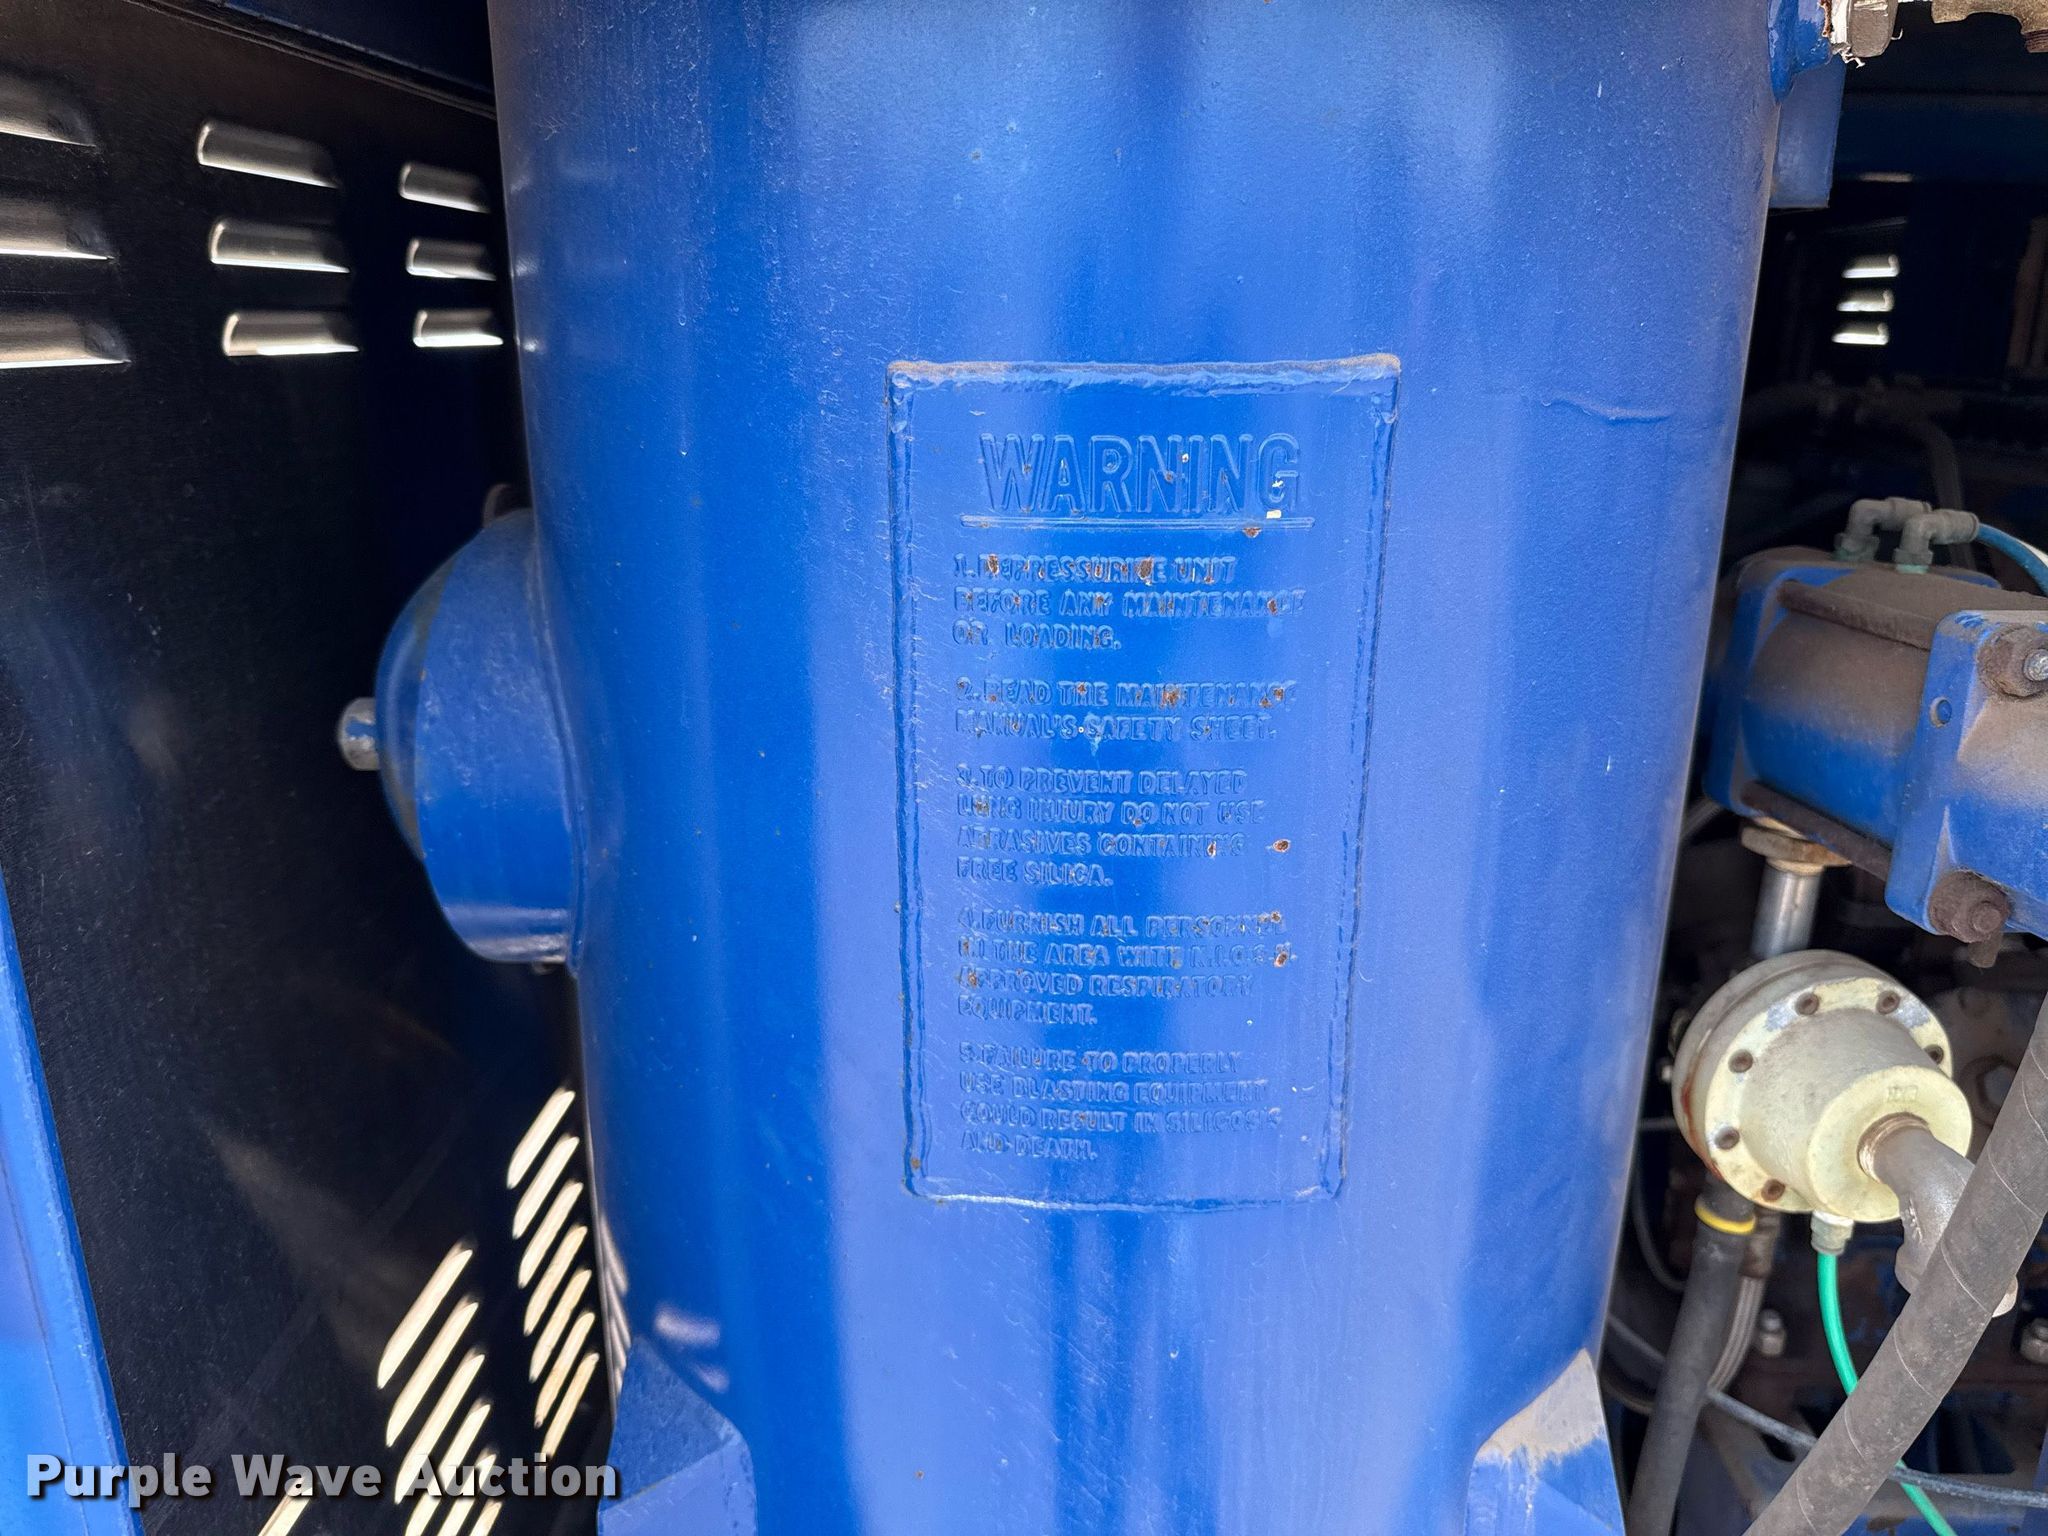 WARNING
1. DEPRESSURIZE UNIT
BEFORE ANY MAINTENANCE
OR LOADING.
2. READ THE MAINTENANCE
MANUAL'S SAFETY SHEET.
3. TO PREVENT DELAYED
LUNG INJURY DO NOT USE
ABRASIVES CONTAINING
FREE SILICA.
4. FURNISH ALL PERSONNEL
IN THE AREA WITH N.I.O.S.H.
APPROVED RESPIRATORY
EQUIPMENT.
5. FAILURE TO PROPERLY
USE BLASTING EQUIPMENT
COULD RESULT IN SILICOSIS
AND DEATH.
Purple Wave Auction